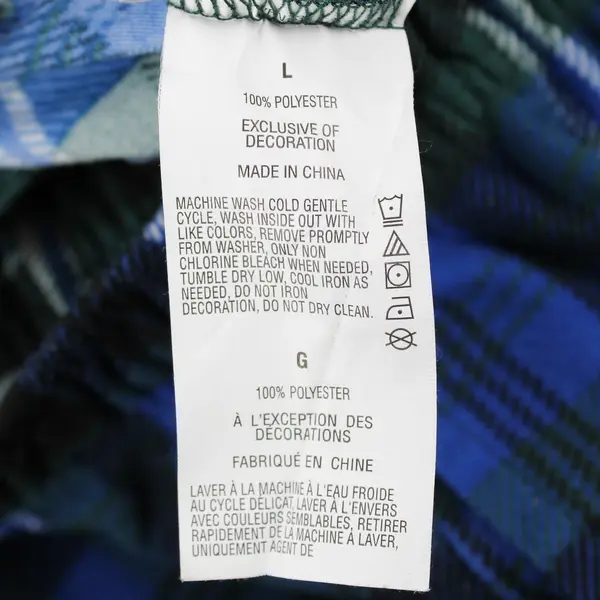 L
100% POLYESTER
EXCLUSIVE OF
DECORATION
MADE IN CHINA
MACHINE WASH COLD GENTLE
CYCLE, WASH INSIDE OUT WITH
LIKE COLORS, REMOVE PROMPTLY
FROM WASHER, ONLY NON
CHLORINE BLEACH WHEN NEEDED,
TUMBLE DRY LOW, COOL IRON AS
NEEDED, DO NOT IRON
DECORATION, DO NOT DRY CLEAN.
G
100% POLYESTER
À L'EXCEPTION DES
DÉCORATIONS
FABRIQUÉ EN CHINE
LAVER À LA MACHINE À L'EAU FROIDE
AU CYCLE DÉLICAT, LAVER À L'ENVERS
AVEC COULEURS SEMBLABLES, RETIRER
RAPIDEMENT DE LA MACHINE À LAVER,
UNIQUEMENT AGENT DE